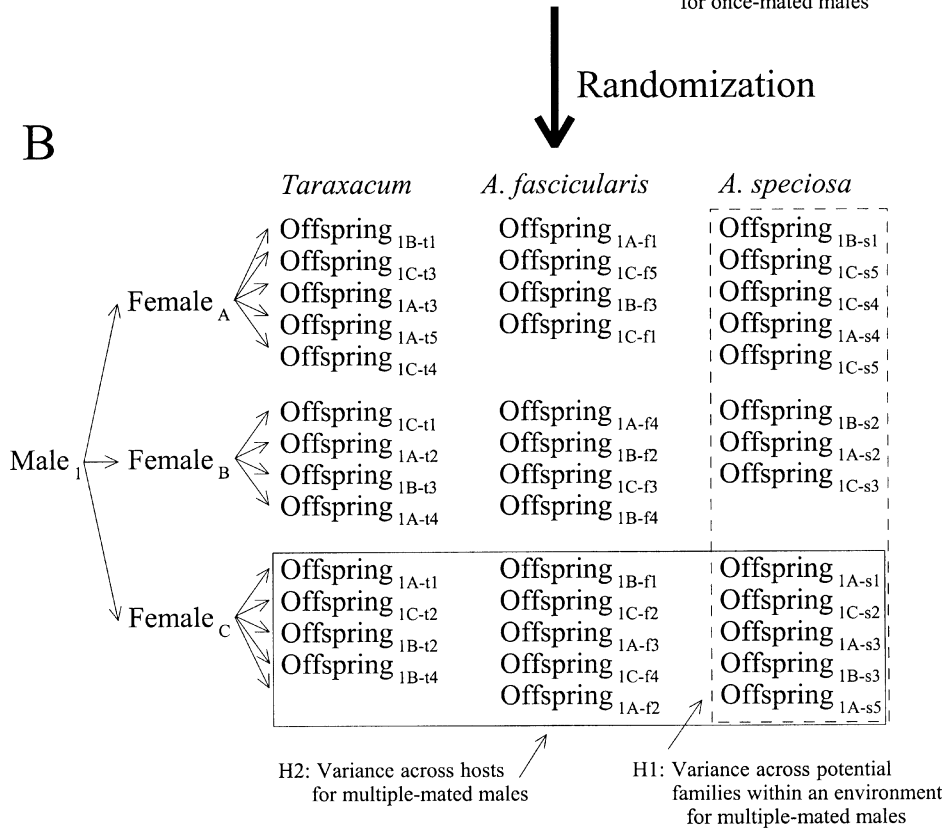 for once-mated males
Randomization
B
Taraxacum A. fascicularis A. speciosa
Offspring 1B-t1 Offspring 1A-f1 Offspring 1B-s1
Offspring 1C-t3 Offspring 1C-f5 Offspring 1C-s5
Female A Offspring 1A-t3 Offspring 1B-f3 Offspring 1C-s4
Offspring 1A-t5 Offspring 1C-f1 Offspring 1A-s4
Offspring 1C-t4 Offspring 1C-s5
Offspring 1C-t1 Offspring 1A-f4 Offspring 1B-s2
Male 1 Female B Offspring 1A-t2 Offspring 1B-f2 Offspring 1A-s2
Offspring 1B-t3 Offspring 1C-f3 Offspring 1C-s3
Offspring 1A-t4 Offspring 1B-f4
Offspring 1A-t1 Offspring 1B-f1 Offspring 1A-s1
Female C Offspring 1C-t2 Offspring 1C-f2 Offspring 1C-s2
Offspring 1B-t2 Offspring 1A-f3 Offspring 1A-s3
Offspring 1B-t4 Offspring 1C-f4 Offspring 1B-s3
Offspring 1A-f2 Offspring 1A-s5
H2: Variance across hosts
for multiple-mated males
H1: Variance across potential
families within an environment
for multiple-mated males